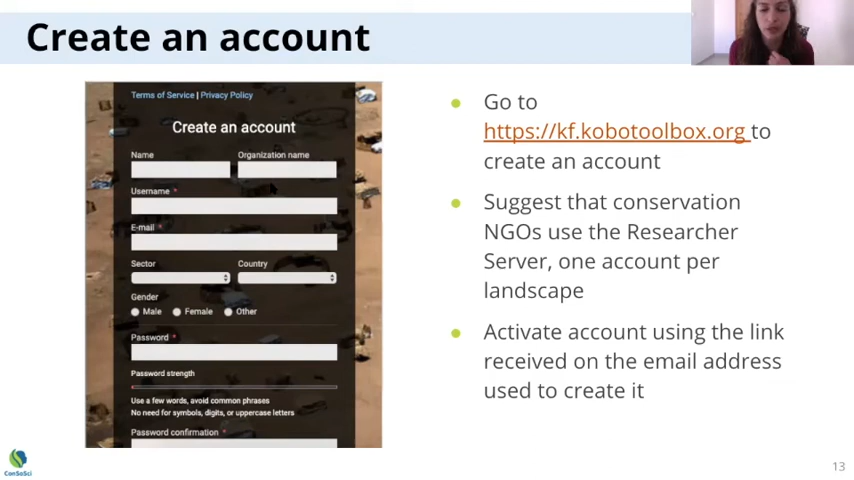 Create an account
Terms of Service | Privacy Policy
Create an account
Name Organization name
Username *
E-mail *
Sector Country
Gender
Male Female Other
Password *
Password strength
Use a few words, avoid common phrases
No need for symbols, digits, or uppercase letters
Password confirmation *
● Go to
https://kf.kobotoolbox.org to
create an account
● Suggest that conservation
NGOs use the Researcher
Server, one account per
landscape
● Activate account using the link
received on the email address
used to create it
ConSoSci
13